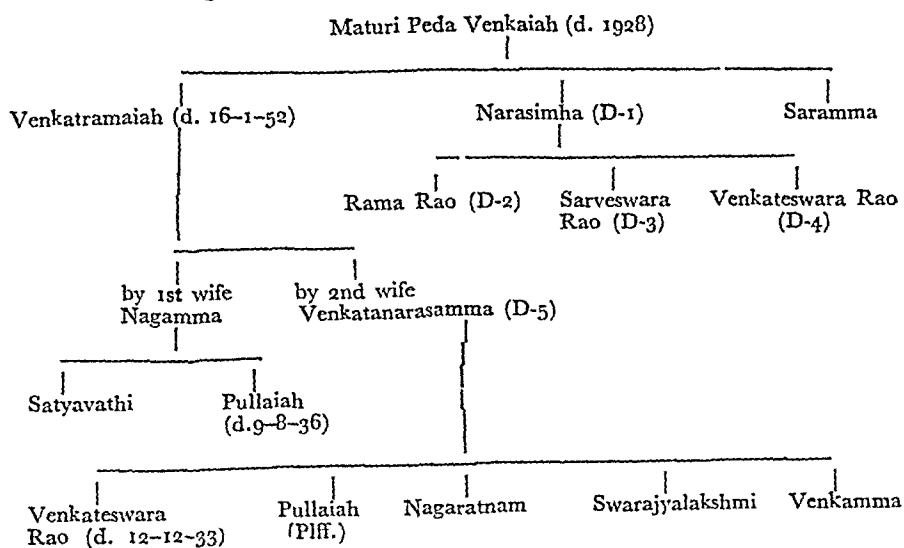 Maturi Peda Venkaiah (d. 1928)
Venkatramaiah (d. 16-1-52)
Narasimha (D-1)
Saramma
Rama Rao (D-2)
Sarveswara
Rao (D-3)
Venkateswara Rao
(D-4)
by 1st wife
Nagamma
by 2nd wife
Venkatanarasamma (D-5)
Satyavathi
Pullaiah
(d.9-8-36)
Venkateswara
Rao (d. 12-12-33)
Pullaiah
(Plff.)
Nagaratnam
Swarajyalakshmi
Venkamma